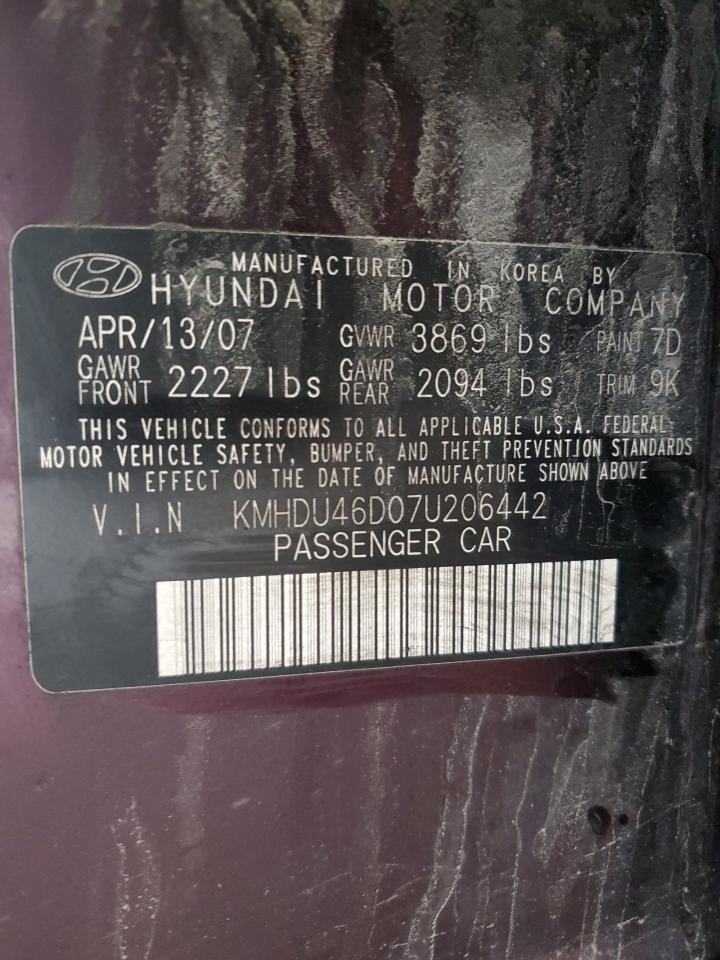 MANUFACTURED IN KOREA BY
HYUNDAI MOTOR COMPANY
APR/13/07 GVWR 3869 lbs PAINT 7D
GAWR FRONT 2227 lbs GAWR REAR 2094 lbs TRIM 9K
THIS VEHICLE CONFORMS TO ALL APPLICABLE U.S.A. FEDERAL
MOTOR VEHICLE SAFETY, BUMPER, AND THEFT PREVENTION STANDARDS
IN EFFECT ON THE DATE OF MANUFACTURE SHOWN ABOVE
V.I.N KMHDU46D07U206442
PASSENGER CAR